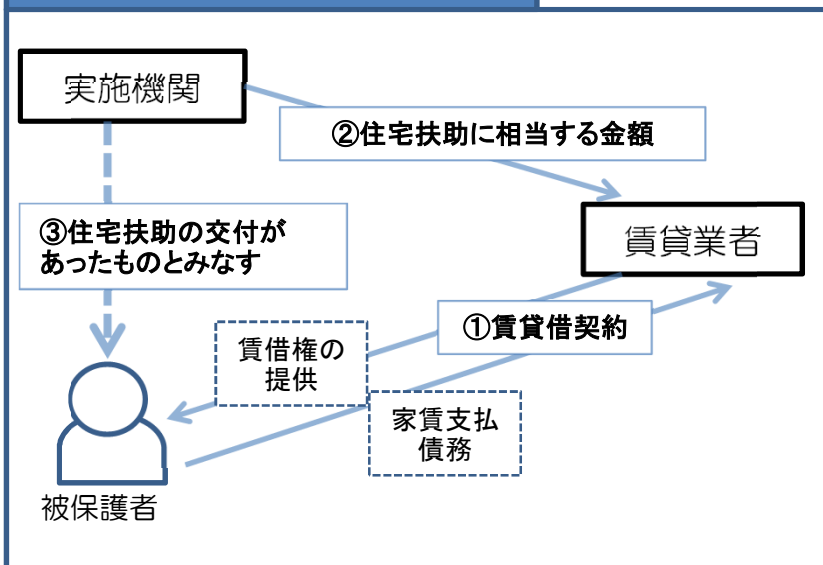 実施機関
②住宅扶助に相当する金額
③住宅扶助の交付が
あったものとみなす
賃貸業者
①賃貸借契約
賃借権の
提供
家賃支払
債務
被保護者